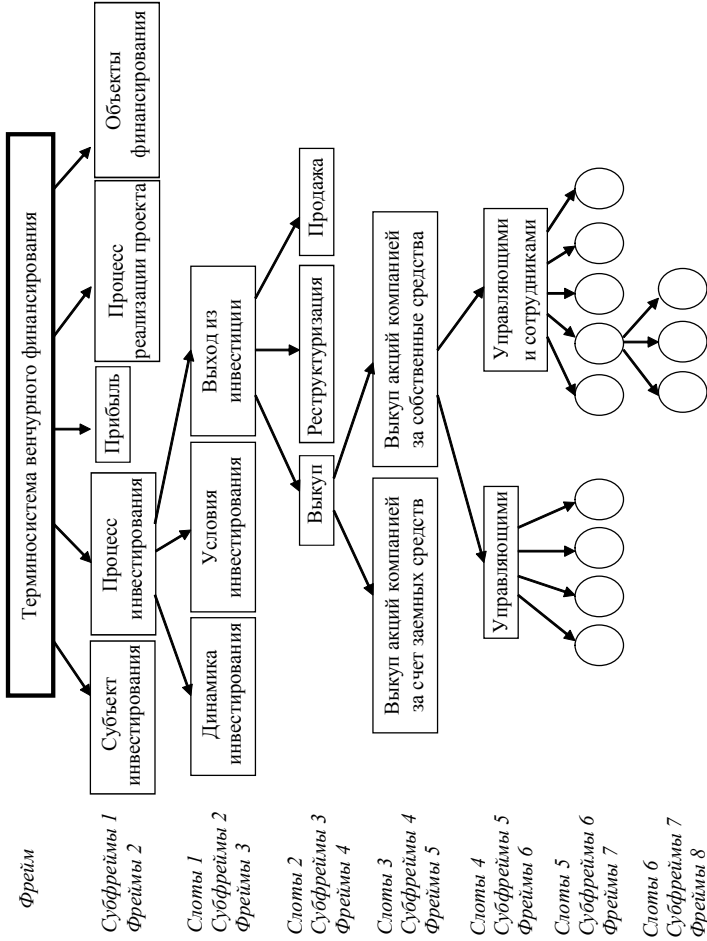 Фрейм
Терминосистема венчурного финансирования
Субфреймы 1
Фреймы 2
Субъект
инвестирования
Процесс
инвестирования
Прибыль
Процесс
реализации проекта
Объекты
финансирования
Слоты 1
Субфреймы 2
Фреймы 3
Динамика
инвестирования
Условия
инвестирования
Выход из
инвестиции
Слоты 2
Субфреймы 3
Фреймы 4
Выкуп
Реструктуризация
Продажа
Слоты 3
Субфреймы 4
Фреймы 5
Выкуп акций компанией
за счет заемных средств
Выкуп акций компанией
за собственные средства
Слоты 4
Субфреймы 5
Фреймы 6
Управляющими
Управляющими
и сотрудниками
Слоты 5
Субфреймы 6
Фреймы 7
Слоты 6
Субфреймы 7
Фреймы 8